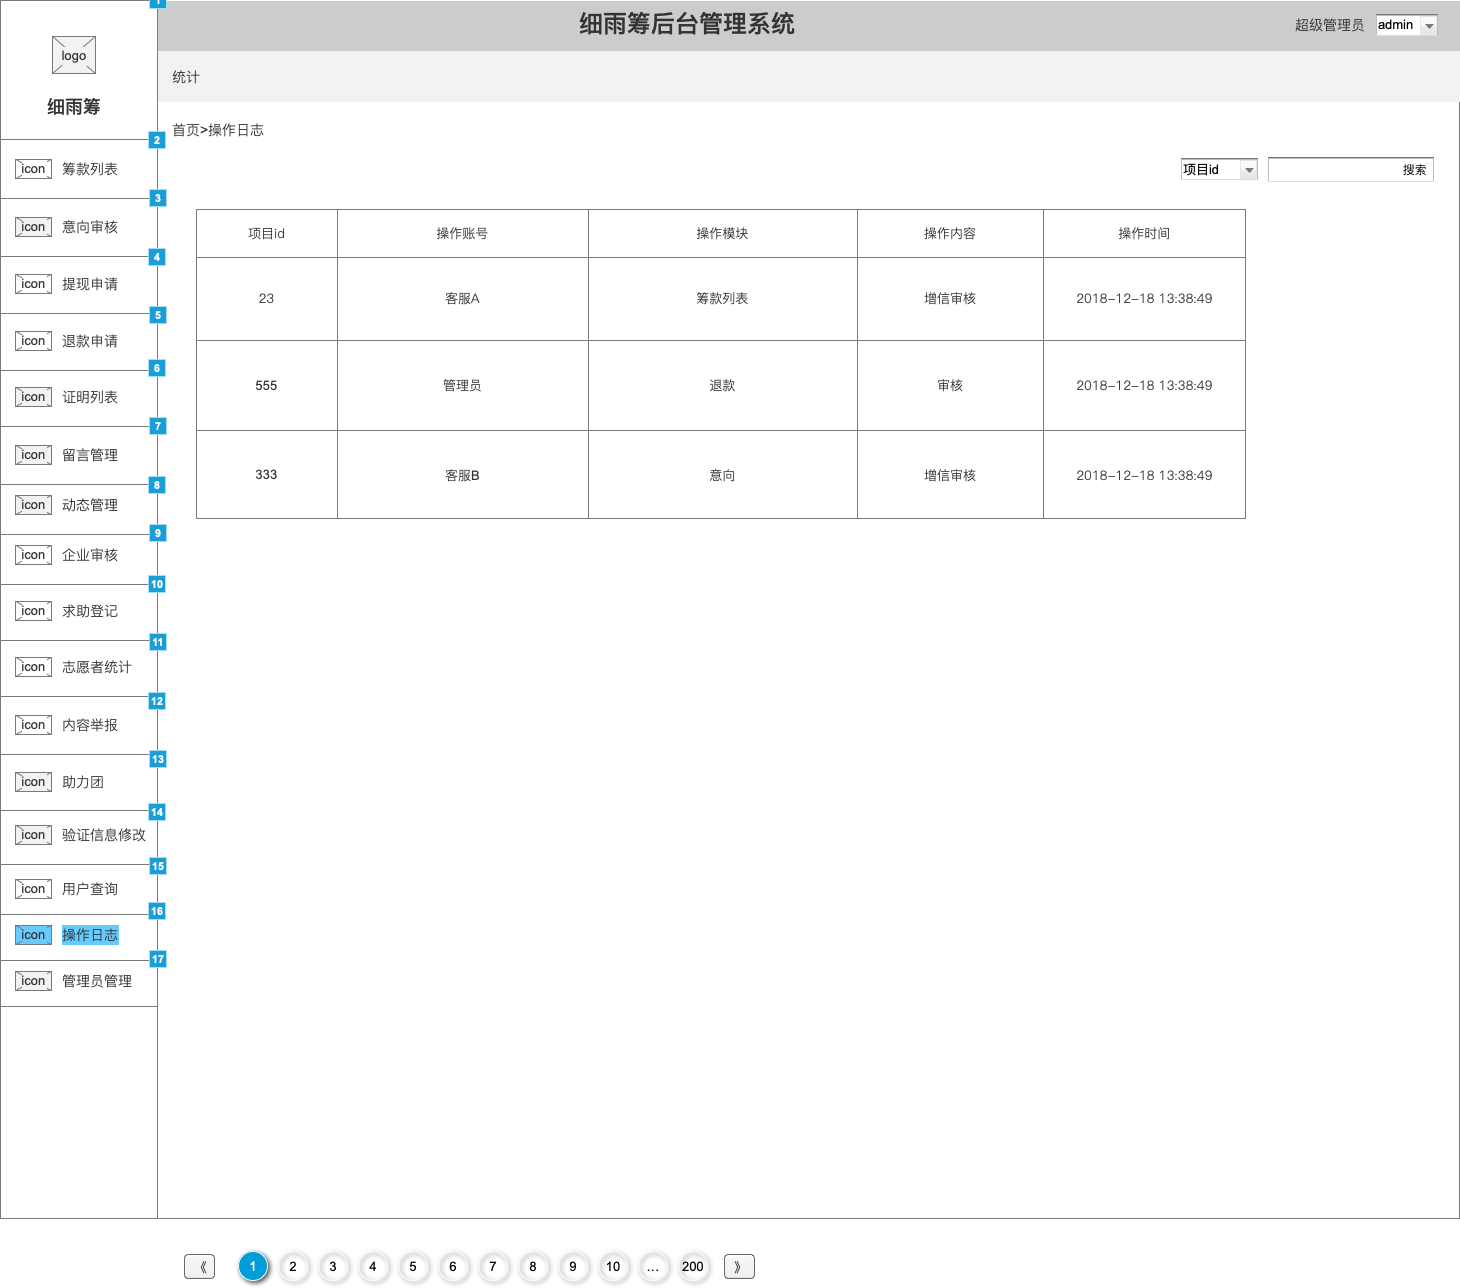 1
细雨筹后台管理系统
超级管理员 admin
logo
统计
细雨筹
首页>操作日志
2
icon 筹款列表
项目id 搜索
3
icon 意向审核
4
icon 提现申请
5
icon 退款申请
6
icon 证明列表
7
icon 留言管理
8
icon 动态管理
9
icon 企业审核
10
icon 求助登记
11
icon 志愿者统计
12
icon 内容举报
13
icon 助力团
14
icon 验证信息修改
15
icon 用户查询
16
icon 操作日志
17
icon 管理员管理
项目id 操作账号 操作模块 操作内容 操作时间
23 客服A 筹款列表 增信审核 2018-12-18 13:38:49
555 管理员 退款 审核 2018-12-18 13:38:49
333 客服B 意向 增信审核 2018-12-18 13:38:49
《 1 2 3 4 5 6 7 8 9 10 … 200 》